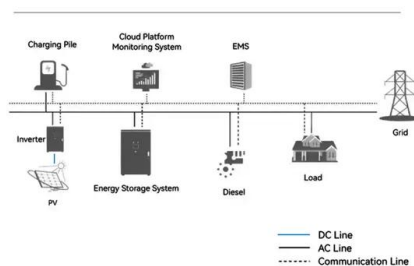 Charging Pile
Cloud Platform
Monitoring System
EMS
Grid
Inverter
PV
Energy Storage System
Diesel
Load
DC Line
AC Line
Communication Line